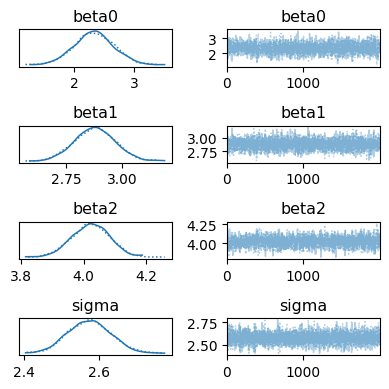 beta0 beta0
3
2
2 3 0 1000
beta1 beta1
3.00
2.75
2.75 3.00 0 1000
beta2 beta2
4.25
4.00
3.8 4.0 4.2 0 1000
sigma sigma
2.75
2.50
2.4 2.6 0 1000